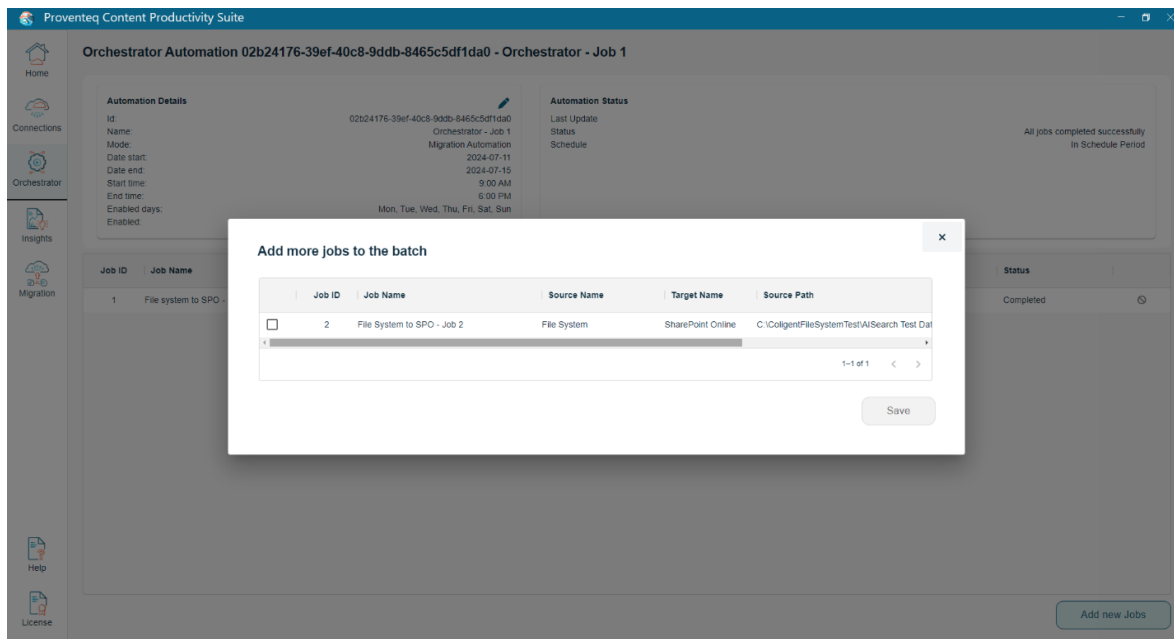 Proventeq Content Productivity Suite
Orchestrator Automation 02b24176-39ef-40c8-9ddb-8465c5df1da0 - Orchestrator - Job 1
Home
Connections
Orchestrator
Insights
Migration
Help
License
Automation Details
Id: 02b24176-39ef-40c8-9ddb-8465c5df1da0
Name: Orchestrator - Job 1
Mode: Migration Automation
Date start: 2024-07-11
Date end: 2024-07-15
Start time: 9:00 AM
End time: 6:00 PM
Enabled days: Mon, Tue, Wed, Thu, Fri, Sat, Sun
Enabled:
Automation Status
Last Update
Status All jobs completed successfully
Schedule In Schedule Period
Job ID Job Name Status
1 File system to SPO - Completed
Add more jobs to the batch
Job ID Job Name Source Name Target Name Source Path
2 File System to SPO - Job 2 File System SharePoint Online C:\ColigentFileSystemTest\AISearch Test Dat
1–1 of 1
Save
Add new Jobs